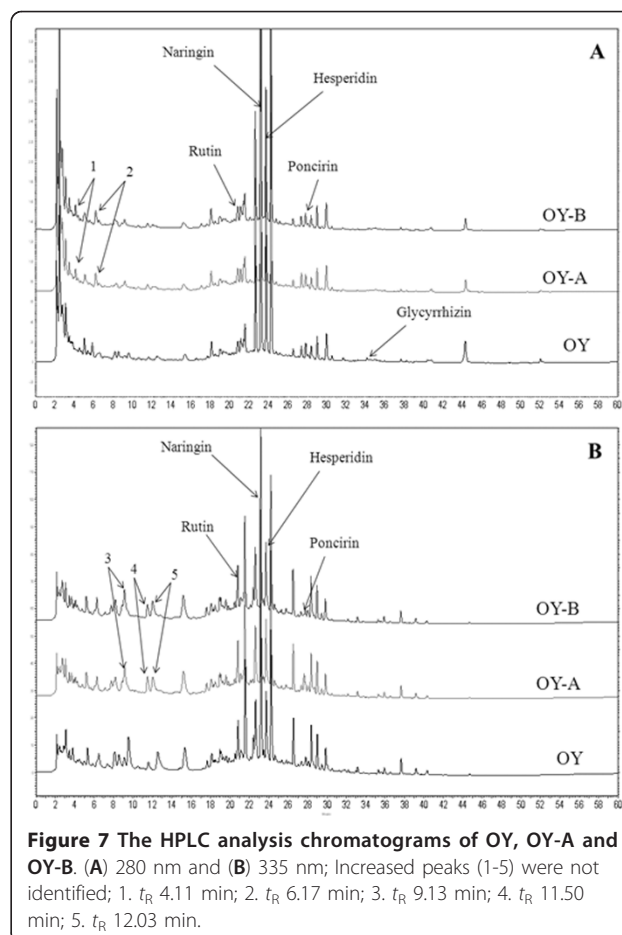 A
Naringin
Hesperidin
Rutin
Poncirin
1
2
OY-B
OY-A
Glycyrrhizin
OY
0 2 4 6 8 10 12 14 16 18 20 22 24 26 28 30 32 34 36 38 40 42 44 46 48 50 52 54 56 58 60
B
Naringin
Hesperidin
Rutin
Poncirin
3
4
5
OY-B
OY-A
OY
0 2 4 6 8 10 12 14 16 18 20 22 24 26 28 30 32 34 36 38 40 42 44 46 48 50 52 54 56 58 60
Figure 7 The HPLC analysis chromatograms of OY, OY-A and
OY-B. (A) 280 nm and (B) 335 nm; Increased peaks (1-5) were not
identified; 1. tR 4.11 min; 2. tR 6.17 min; 3. tR 9.13 min; 4. tR 11.50
min; 5. tR 12.03 min.